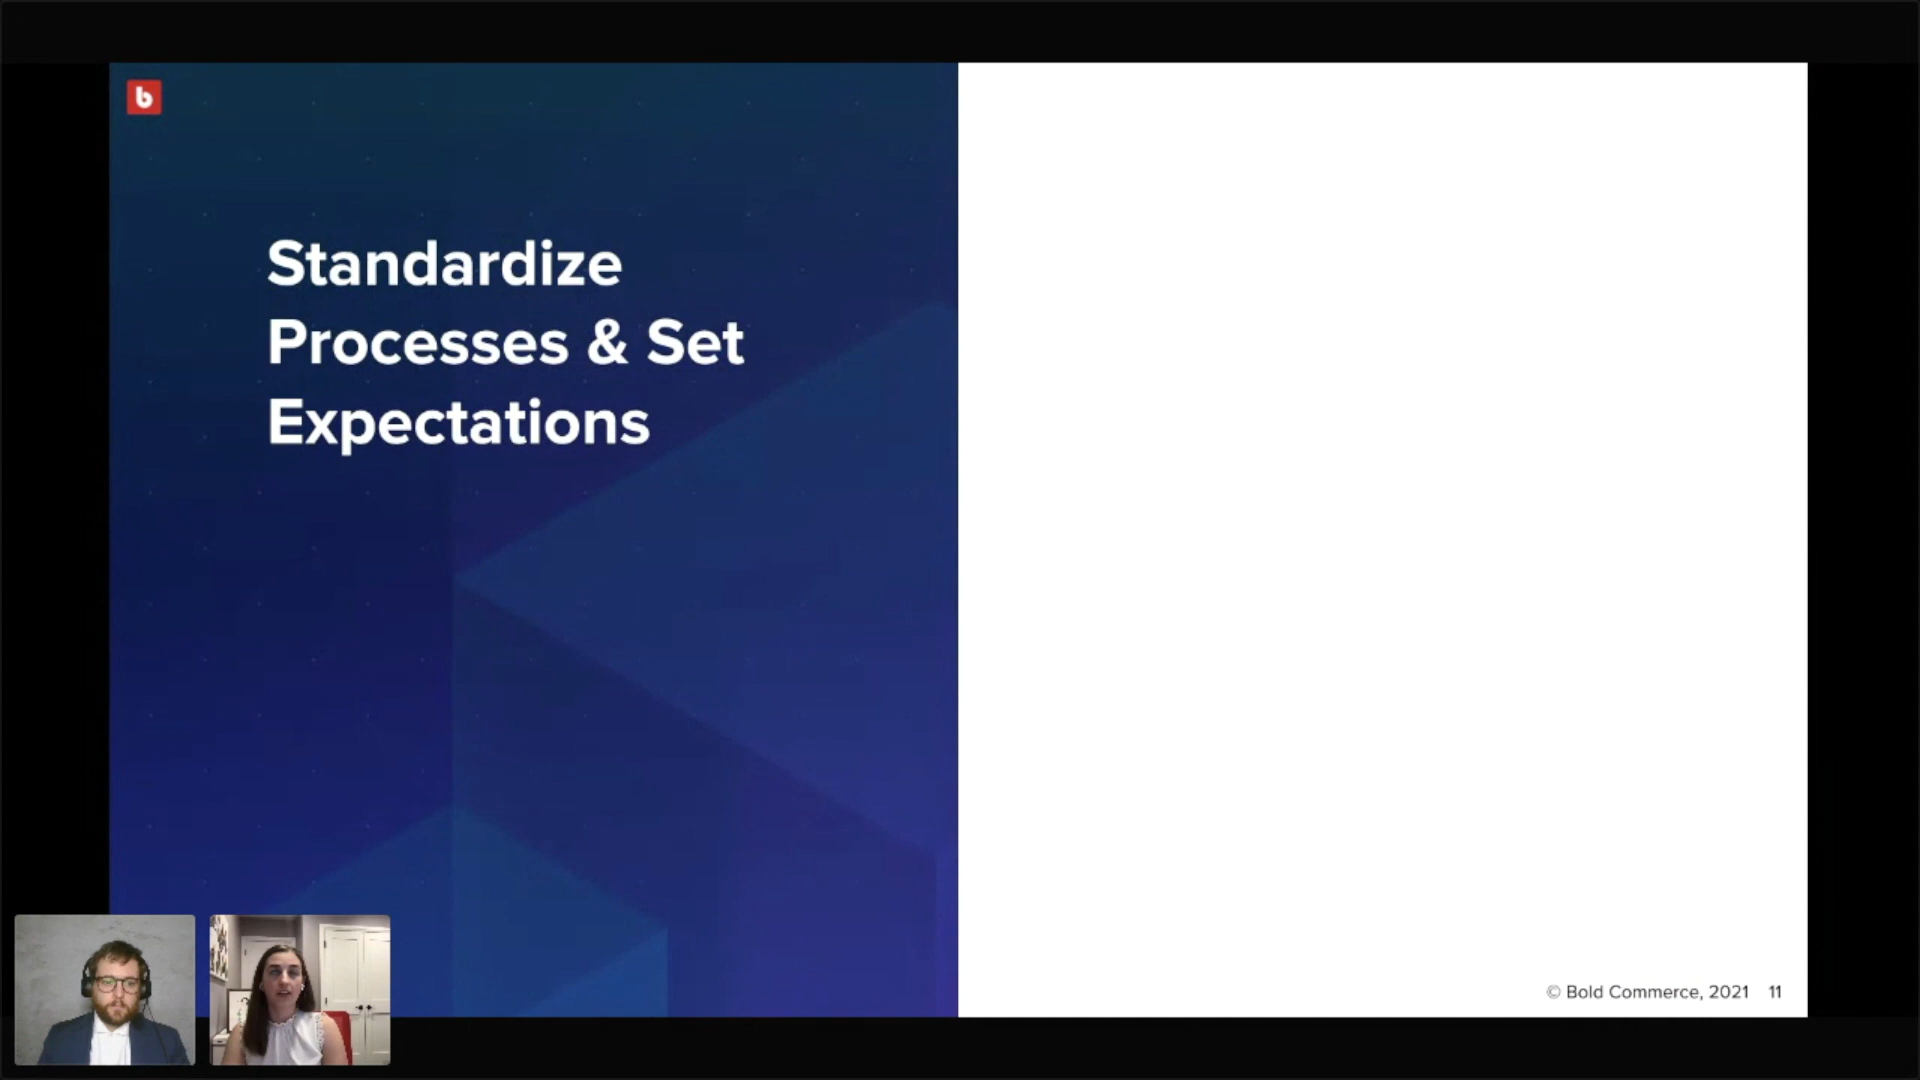 b
Standardize
Processes & Set
Expectations
© Bold Commerce, 2021 11